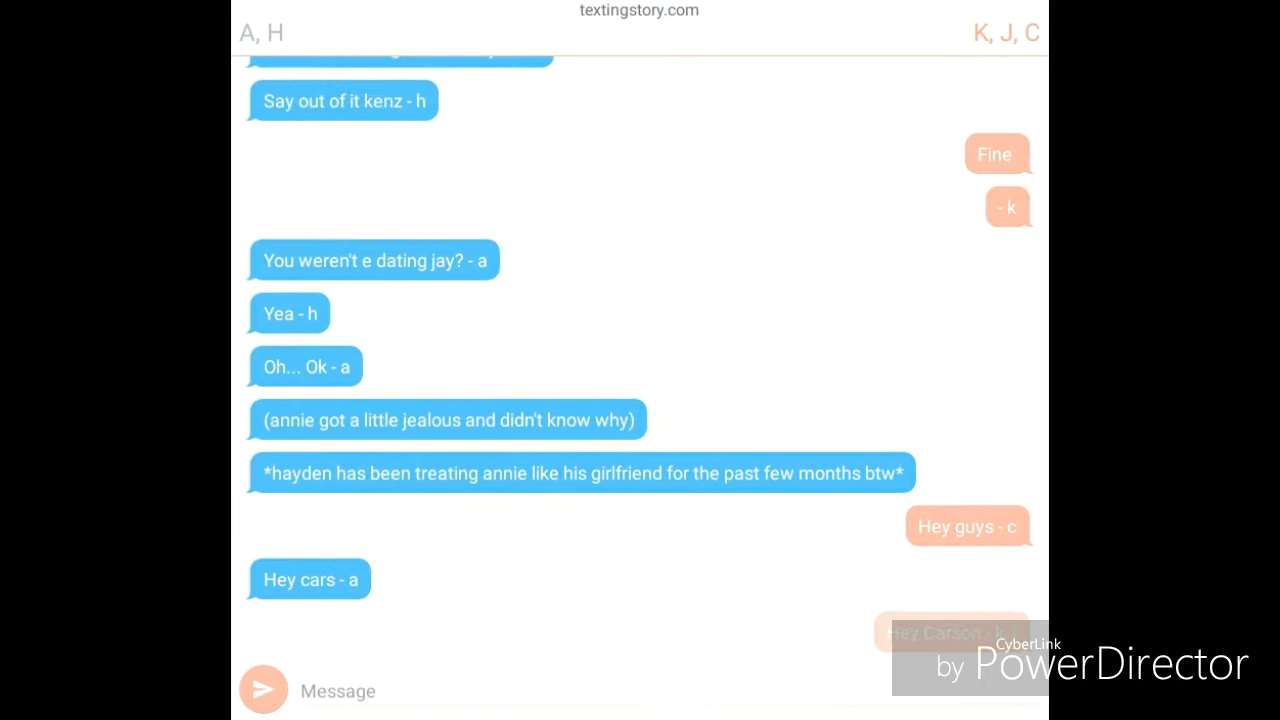 textingstory.com
A, H
K, J, C
Say out of it kenz - h
Fine
- k
You weren't e dating jay? - a
Yea - h
Oh... Ok - a
(annie got a little jealous and didn't know why)
*hayden has been treating annie like his girlfriend for the past few months btw*
Hey guys - c
Hey cars - a
Hey Carson - k
Message
CyberLink
by PowerDirector